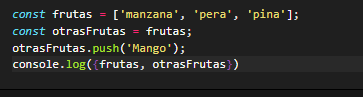 const frutas = ['manzana', 'pera', 'pina'];
const otrasFrutas = frutas;
otrasFrutas.push('Mango');
console.log({frutas, otrasFrutas})